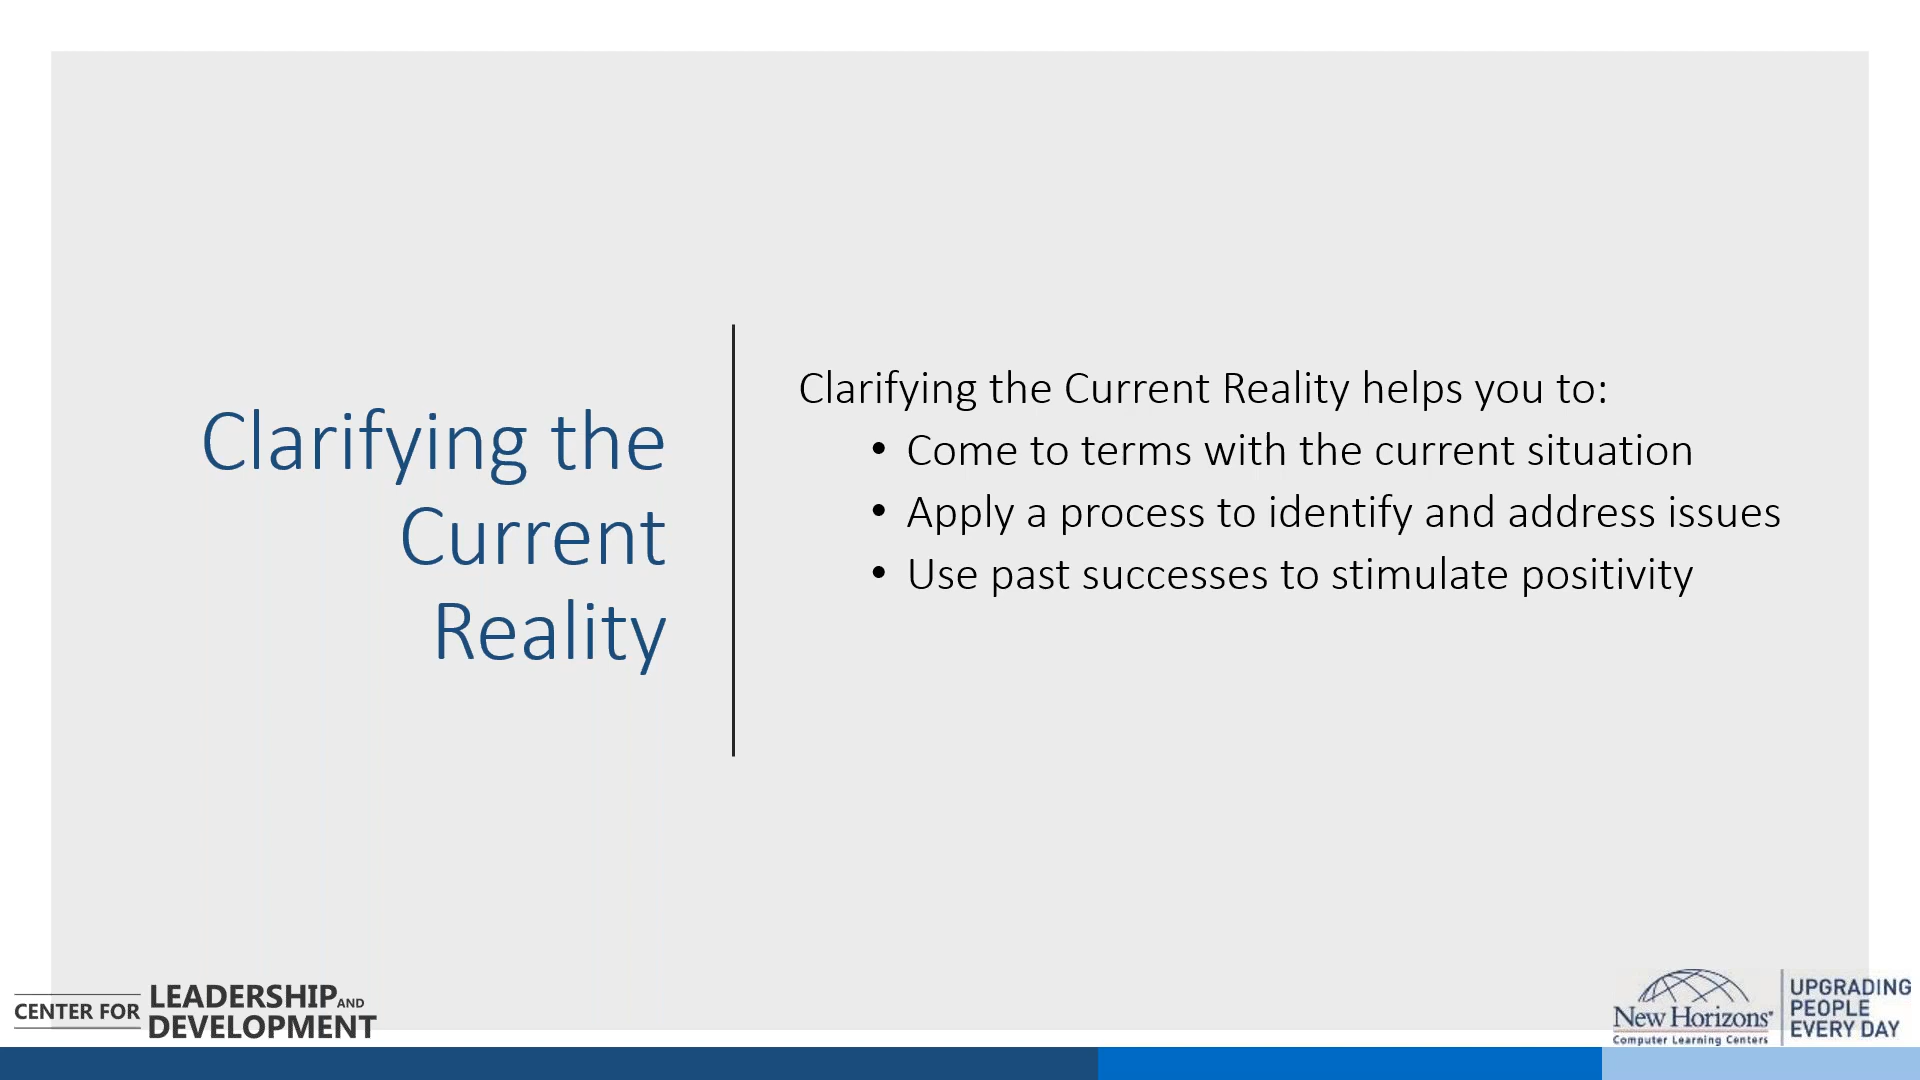 Clarifying the
Current
Reality
Clarifying the Current Reality helps you to:
• Come to terms with the current situation
• Apply a process to identify and address issues
• Use past successes to stimulate positivity
CENTER FOR LEADERSHIP AND
DEVELOPMENT
New Horizons®
Computer Learning Centers
UPGRADING
PEOPLE
EVERY DAY